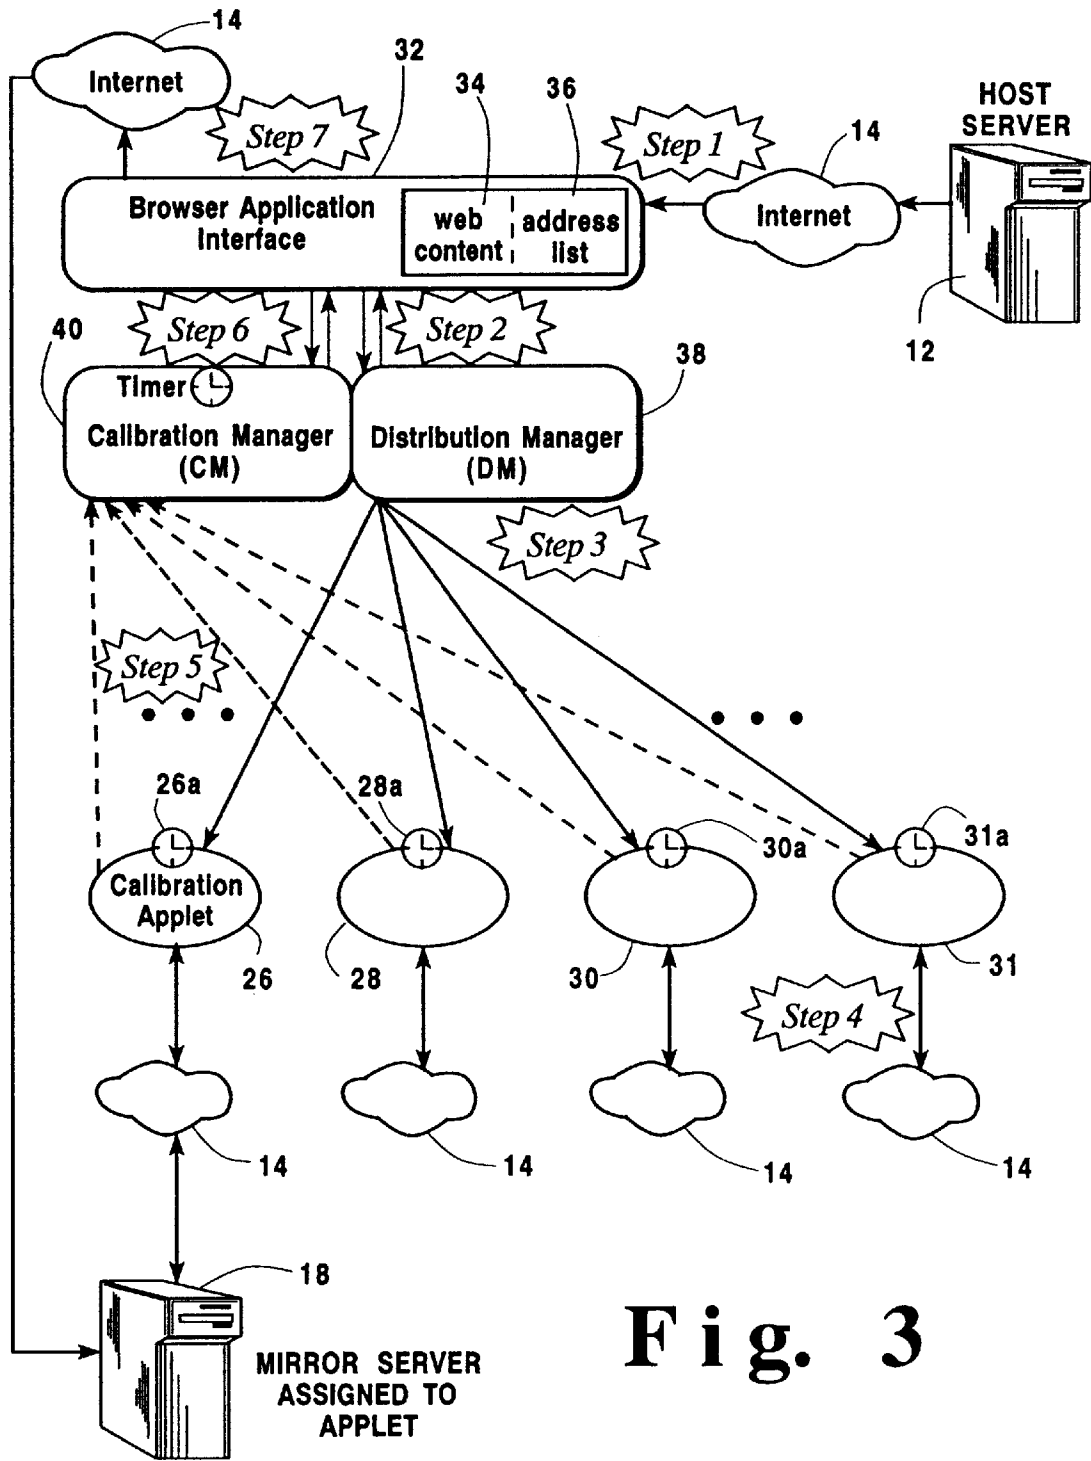 14
Internet
32
34
36
Step 7
Step 1
14
HOST
SERVER
Browser Application
Interface
web
content
address
list
Internet
12
40
Step 6
Step 2
38
Timer
Calibration Manager
(CM)
Distribution Manager
(DM)
Step 3
Step 5
26a
28a
30a
31a
Calibration
Applet
26
28
30
31
Step 4
14
14
14
14
18
MIRROR SERVER
ASSIGNED TO
APPLET
Fig. 3